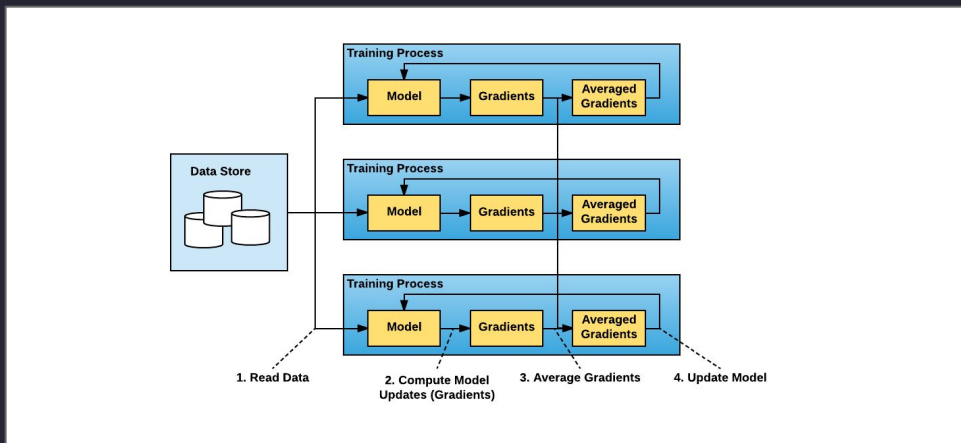 Training Process
Model
Gradients
Averaged
Gradients
Data Store
Training Process
Model
Gradients
Averaged
Gradients
Training Process
Model
Gradients
Averaged
Gradients
1. Read Data
2. Compute Model
Updates (Gradients)
3. Average Gradients
4. Update Model